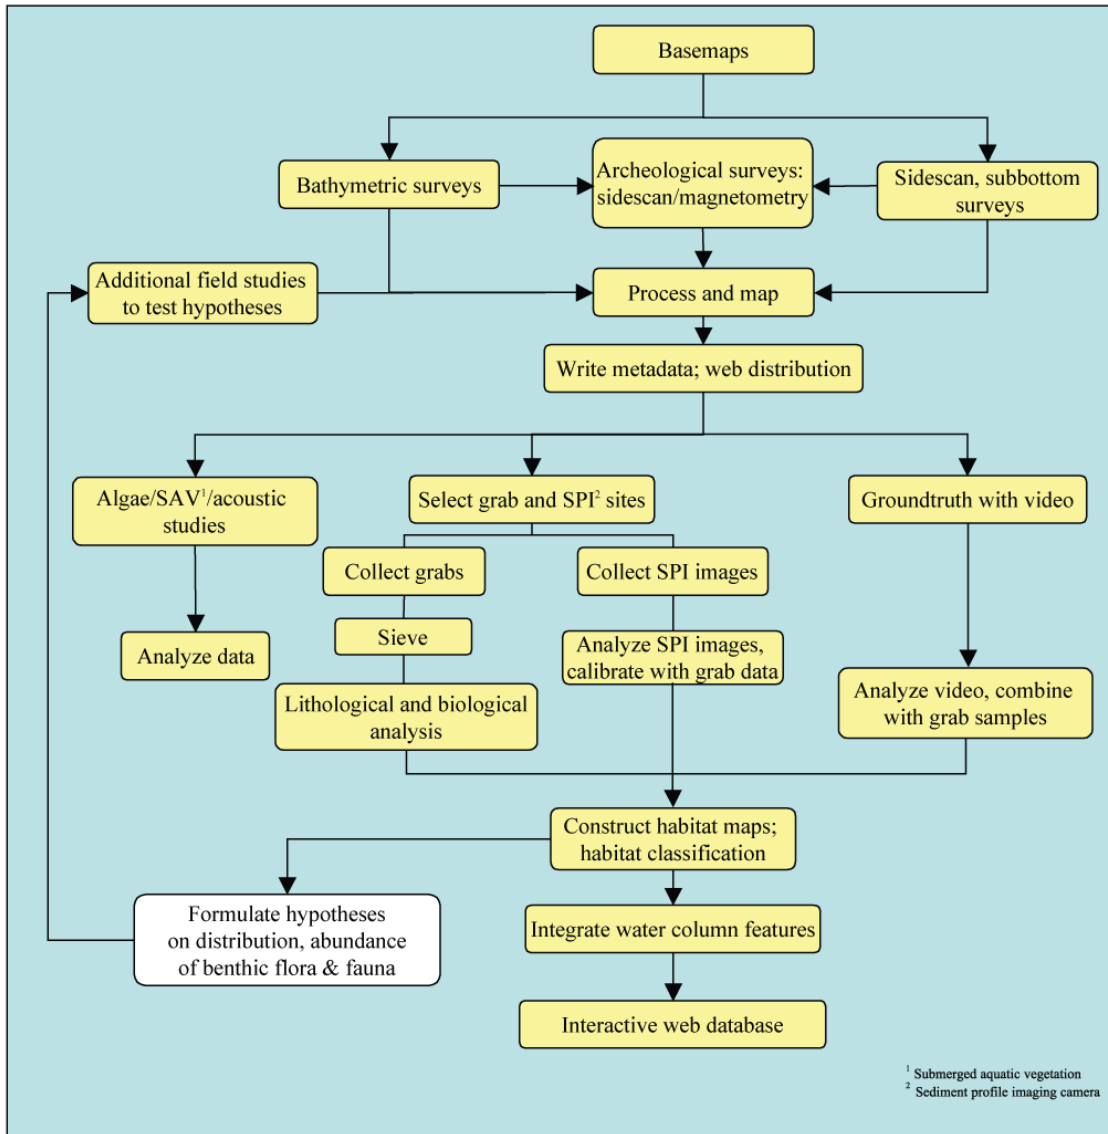 Basemaps
Bathymetric surveys
Archeological surveys:
sidescan/magnetometry
Sidescan, subbottom
surveys
Additional field studies
to test hypotheses
Process and map
Write metadata; web distribution
Algae/SAV¹/acoustic
studies
Select grab and SPI² sites
Groundtruth with video
Collect grabs
Collect SPI images
Sieve
Analyze data
Analyze SPI images,
calibrate with grab data
Lithological and biological
analysis
Analyze video, combine
with grab samples
Construct habitat maps;
habitat classification
Formulate hypotheses
on distribution, abundance
of benthic flora & fauna
Integrate water column features
Interactive web database
¹ Submerged aquatic vegetation
² Sediment profile imaging camera